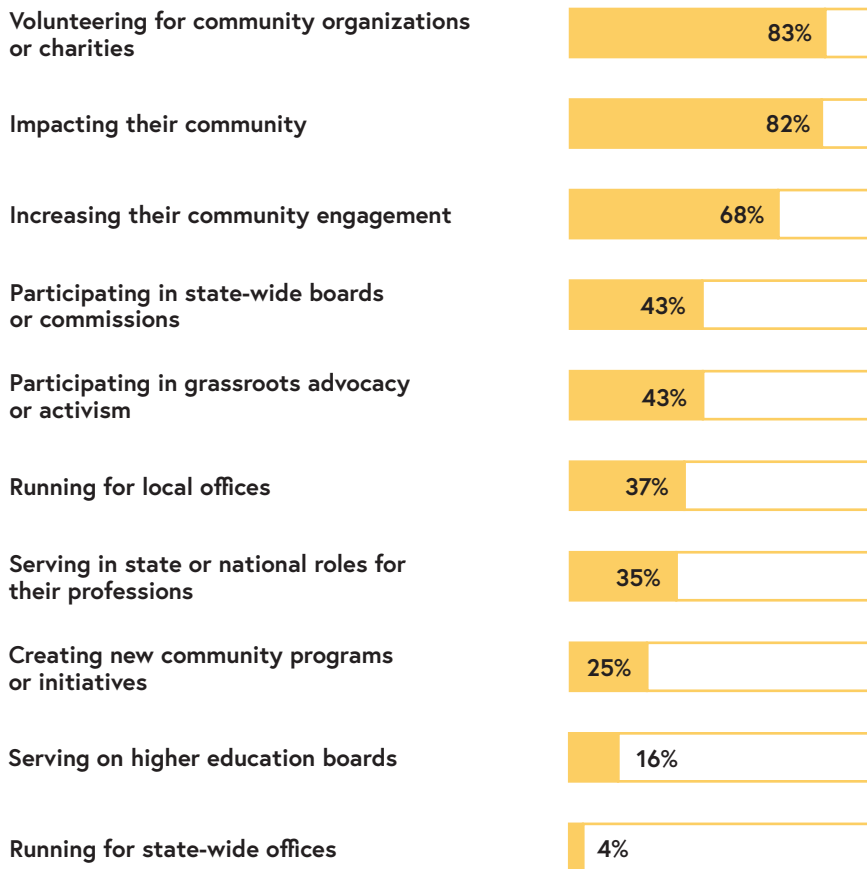 Volunteering for community organizations
or charities
83%
Impacting their community
82%
Increasing their community engagement
68%
Participating in state-wide boards
or commissions
43%
Participating in grassroots advocacy
or activism
43%
Running for local offices
37%
Serving in state or national roles for
their professions
35%
Creating new community programs
or initiatives
25%
Serving on higher education boards
16%
Running for state-wide offices
4%